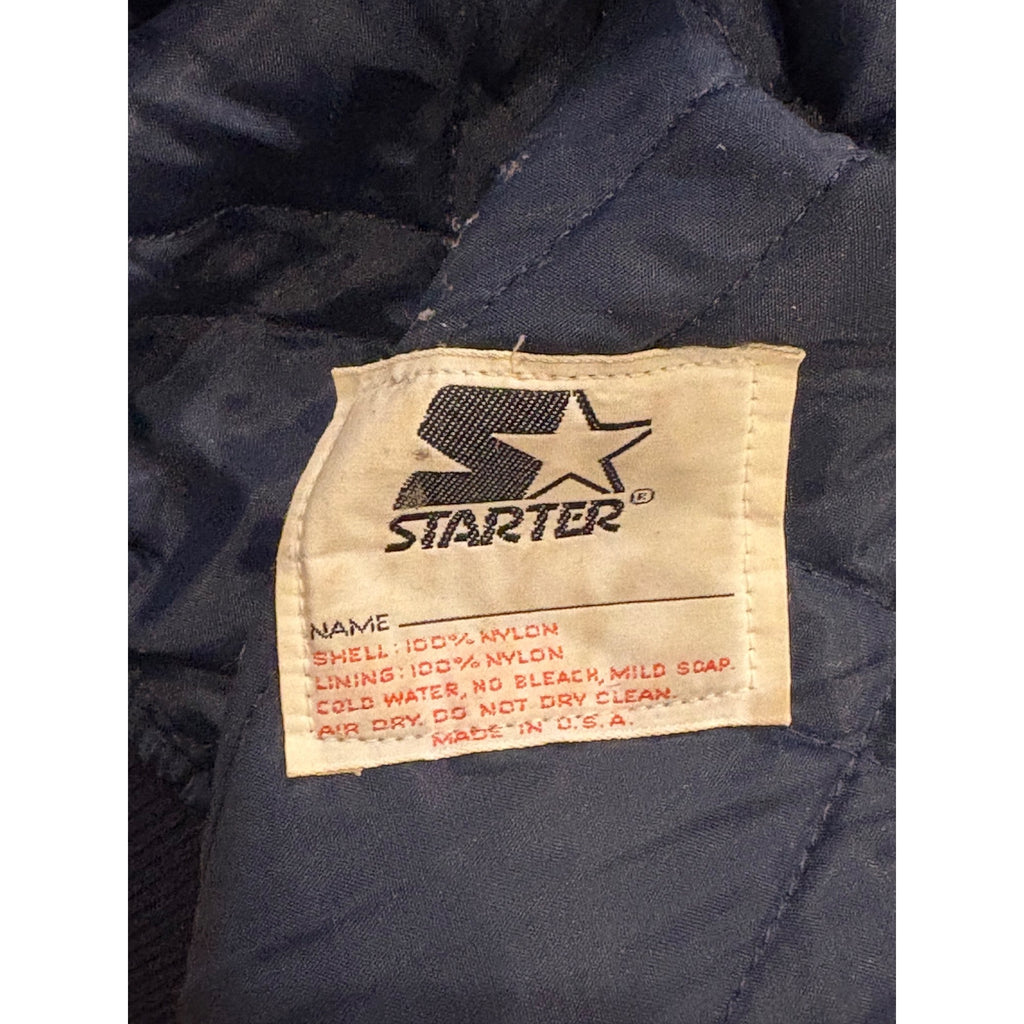 STARTER®
NAME
SHELL: 100% NYLON
LINING: 100% NYLON
COLD WATER, NO BLEACH, MILD SOAP.
AIR DRY. DO NOT DRY CLEAN.
MADE IN U.S.A.